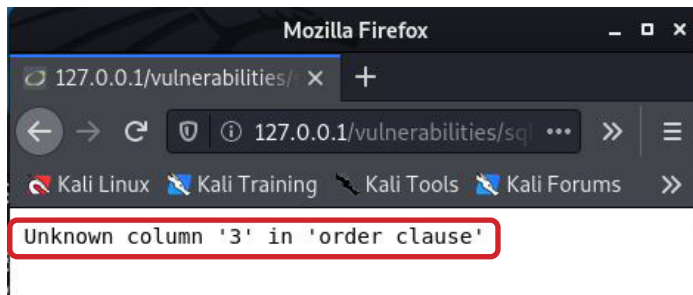 Mozilla Firefox
127.0.0.1/vulnerabilities/
127.0.0.1/vulnerabilities/sql
Kali Linux Kali Training Kali Tools Kali Forums
Unknown column '3' in 'order clause'